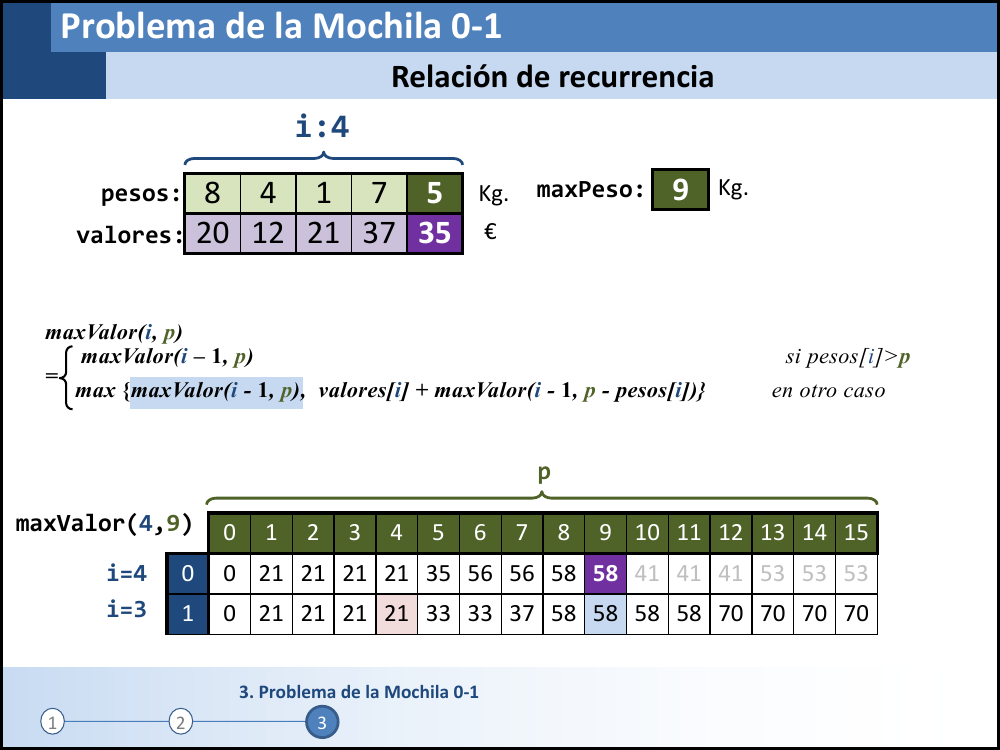 Problema de la Mochila 0-1
Relación de recurrencia
i:4
pesos: 8 4 1 7 5 Kg. maxPeso: 9 Kg.
valores: 20 12 21 37 35 €
maxValor(i, p)
maxValor(i – 1, p) si pesos[i]>p
=
max {maxValor(i - 1, p), valores[i] + maxValor(i - 1, p - pesos[i])} en otro caso
p
maxValor(4,9) 0 1 2 3 4 5 6 7 8 9 10 11 12 13 14 15
i=4 0 0 21 21 21 21 35 56 56 58 58 41 41 41 53 53 53
i=3 1 0 21 21 21 21 33 33 37 58 58 58 58 70 70 70 70
3. Problema de la Mochila 0-1
1 2 3